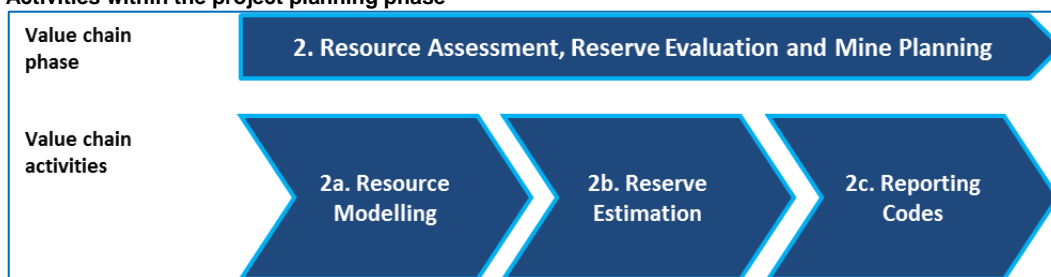 Activities within the project planning phase
Value chain
phase
2. Resource Assessment, Reserve Evaluation and Mine Planning
Value chain
activities
2a. Resource
Modelling
2b. Reserve
Estimation
2c. Reporting
Codes